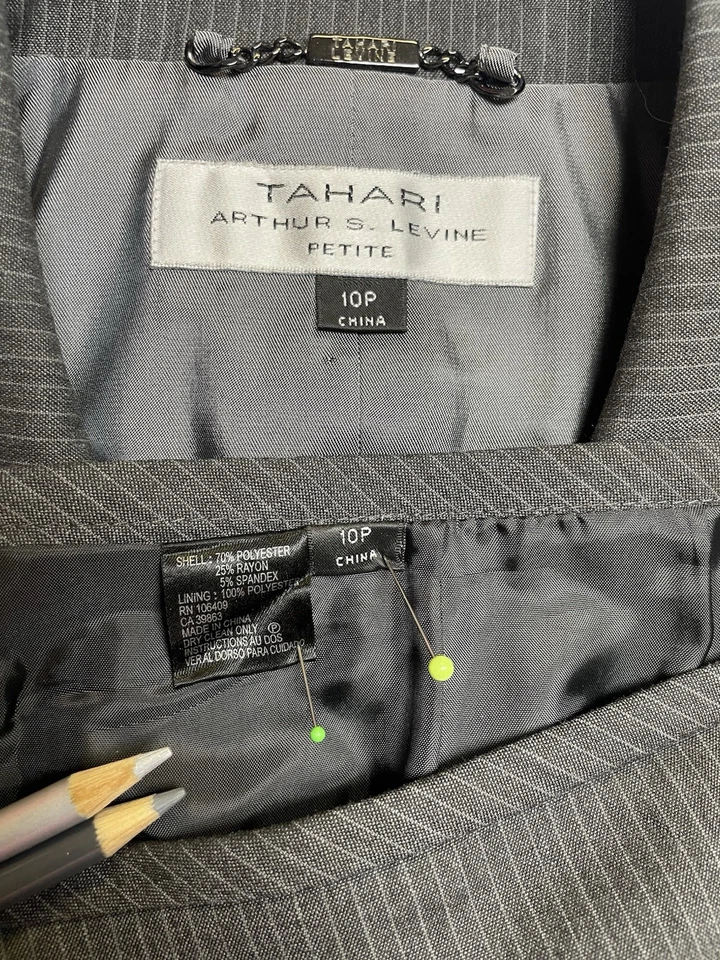 TAHARI
LEVINE
TAHARI
ARTHUR S. LEVINE
PETITE
10P
CHINA
SHELL : 70% POLYESTER
25% RAYON
5% SPANDEX
LINING : 100% POLYESTER
RN 106409
CA 39863
MADE IN CHINA
DRY CLEAN ONLY Ⓟ
INSTRUCTIONS AU DOS
VER AL DORSO PARA CUIDADO
10P
CHINA